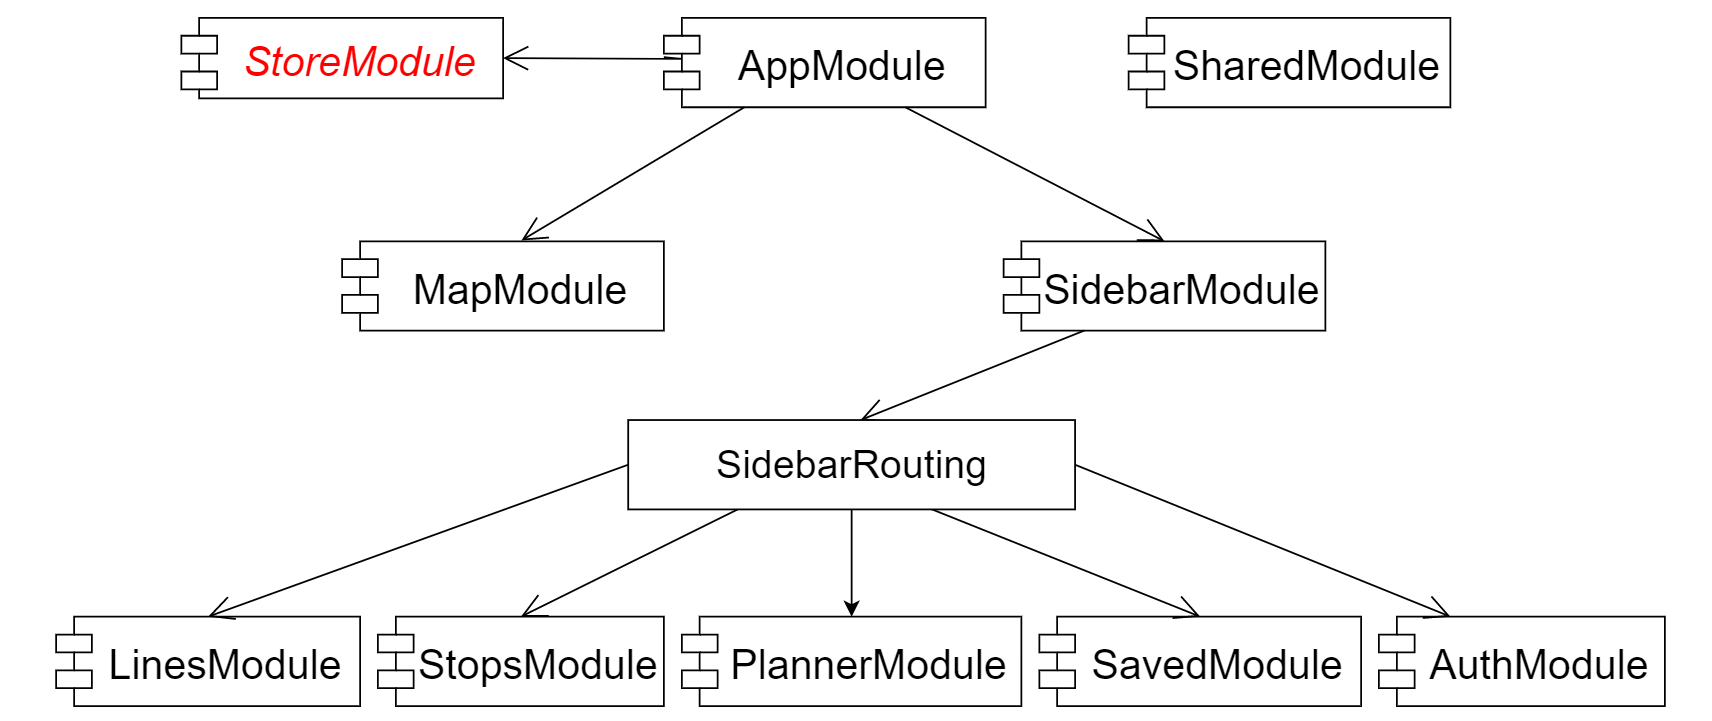 StoreModule
AppModule
SharedModule
MapModule
SidebarModule
SidebarRouting
LinesModule
StopsModule
PlannerModule
SavedModule
AuthModule